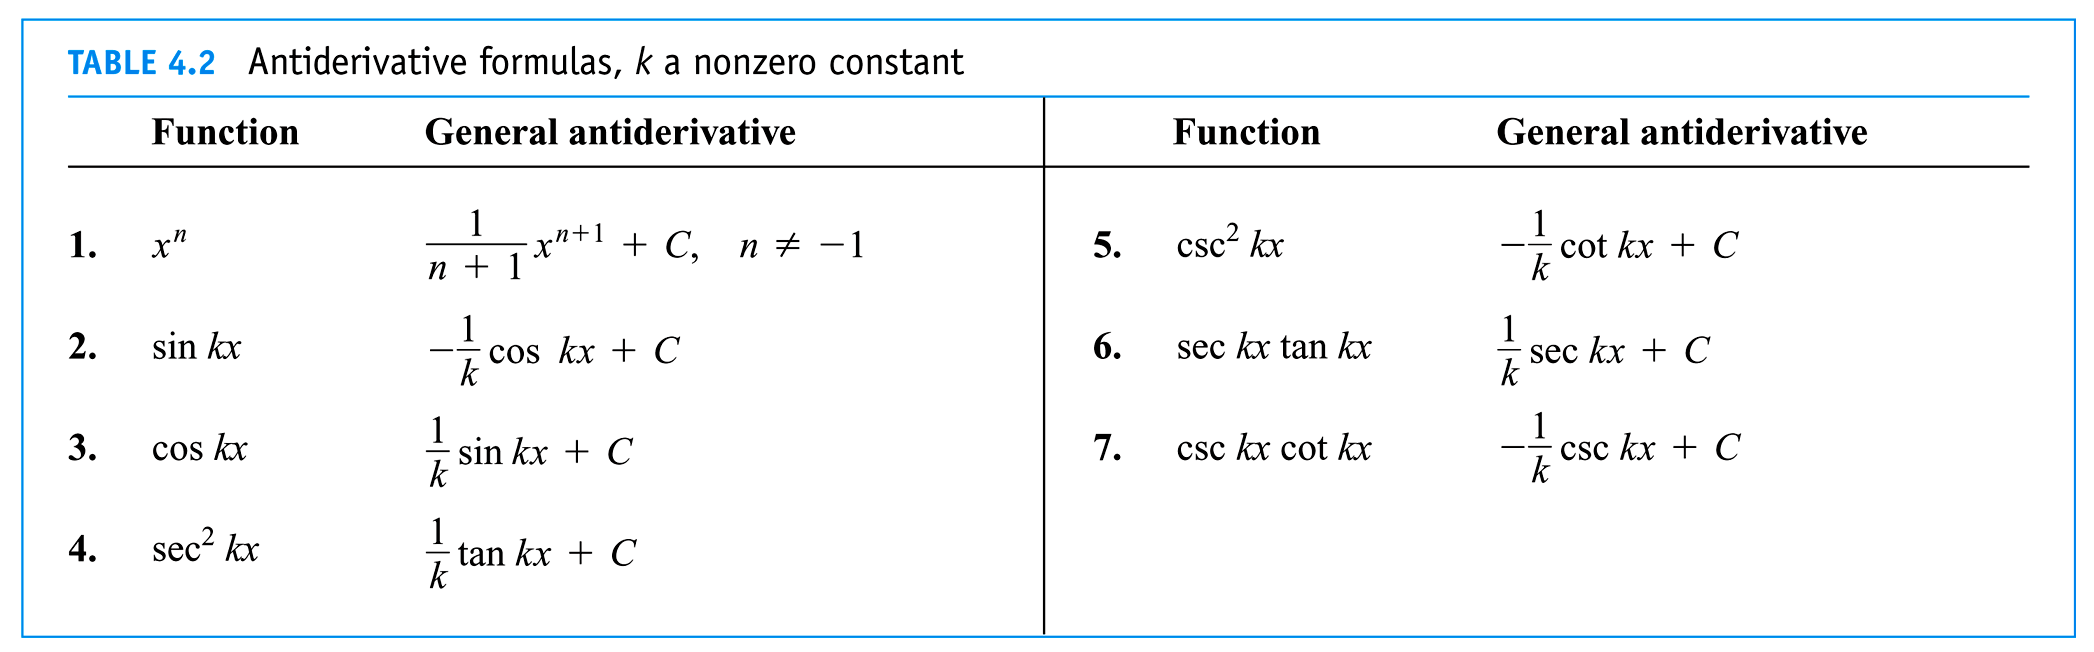 TABLE 4.2 Antiderivative formulas, k a nonzero constant
Function General antiderivative Function General antiderivative
1. xⁿ 1/(n + 1) xⁿ⁺¹ + C, n ≠ −1 5. csc² kx −1/k cot kx + C
2. sin kx −1/k cos kx + C 6. sec kx tan kx 1/k sec kx + C
3. cos kx 1/k sin kx + C 7. csc kx cot kx −1/k csc kx + C
4. sec² kx 1/k tan kx + C